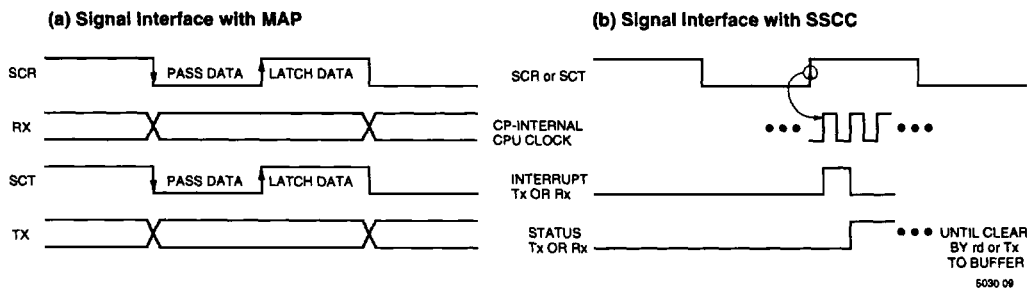 (a) Signal Interface with MAP
SCR
PASS DATA
LATCH DATA
RX
SCT
PASS DATA
LATCH DATA
TX
(b) Signal Interface with SSCC
SCR or SCT
CP-INTERNAL
CPU CLOCK
INTERRUPT
Tx OR Rx
STATUS
Tx OR Rx
UNTIL CLEAR
BY rd or Tx
TO BUFFER
5030 09